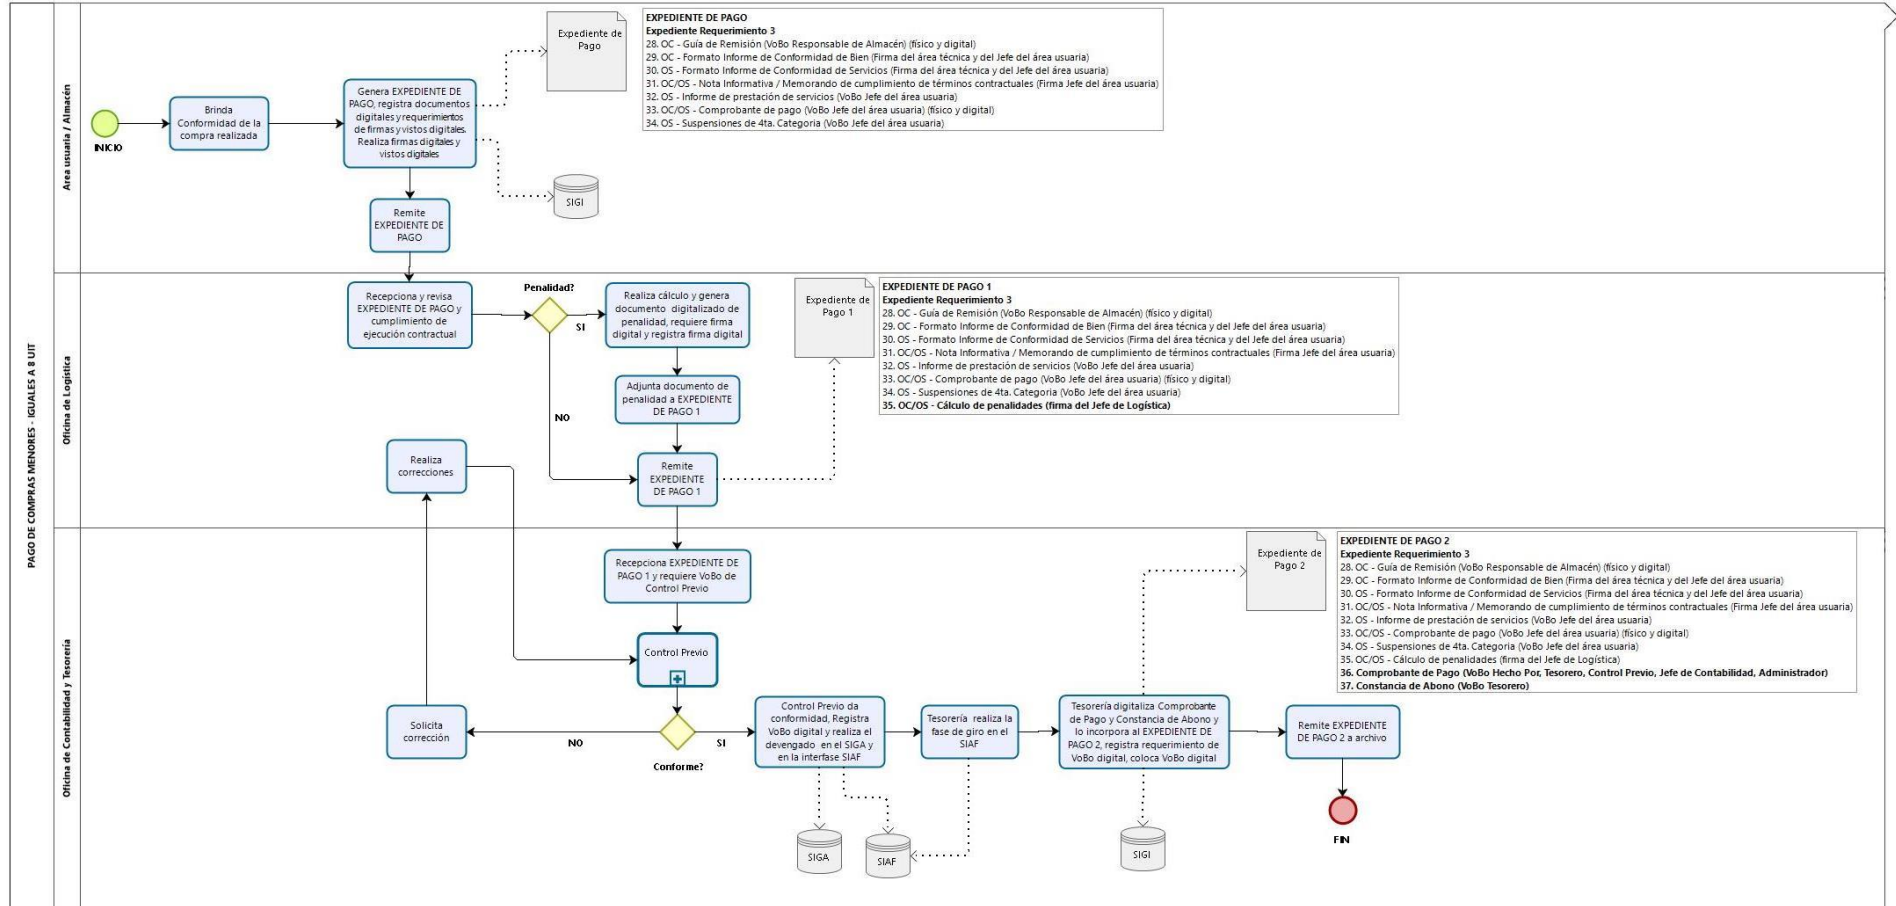 PAGO DE COMPRAS MENORES - IGUALES A 8 UIT
Area usuaria / Almacén
INICIO
Brinda
Conformidad de la
compra realizada
Genera EXPEDIENTE DE
PAGO, registra documentos
digitales y requerimientos
de firmas y vistos digitales.
Realiza firmas digitales y
vistos digitales
Remite
EXPEDIENTE DE
PAGO
Expediente de
Pago
SIGI
EXPEDIENTE DE PAGO
Expediente Requerimiento 3
28. OC - Guía de Remisión (VoBo Responsable de Almacén) (físico y digital)
29. OC - Formato Informe de Conformidad de Bien (Firma del área técnica y del Jefe del área usuaria)
30. OS - Formato Informe de Conformidad de Servicios (Firma del área técnica y del Jefe del área usuaria)
31. OC/OS - Nota Informativa / Memorando de cumplimiento de términos contractuales (Firma Jefe del área usuaria)
32. OS - Informe de prestación de servicios (VoBo Jefe del área usuaria)
33. OC/OS - Comprobante de pago (VoBo Jefe del área usuaria) (físico y digital)
34. OS - Suspensiones de 4ta. Categoria (VoBo Jefe del área usuaria)
Oficina de Logística
Recepciona y revisa
EXPEDIENTE DE PAGO y
cumplimiento de
ejecución contractual
Penalidad?
SI
NO
Realiza cálculo y genera
documento digitalizado de
penalidad, requiere firma
digital y registra firma digital
Adjunta documento de
penalidad a EXPEDIENTE
DE PAGO 1
Remite
EXPEDIENTE
DE PAGO 1
Realiza
correcciones
Expediente de
Pago 1
EXPEDIENTE DE PAGO 1
Expediente Requerimiento 3
28. OC - Guía de Remisión (VoBo Responsable de Almacén) (físico y digital)
29. OC - Formato Informe de Conformidad de Bien (Firma del área técnica y del Jefe del área usuaria)
30. OS - Formato Informe de Conformidad de Servicios (Firma del área técnica y del Jefe del área usuaria)
31. OC/OS - Nota Informativa / Memorando de cumplimiento de términos contractuales (Firma Jefe del área usuaria)
32. OS - Informe de prestación de servicios (VoBo Jefe del área usuaria)
33. OC/OS - Comprobante de pago (VoBo Jefe del área usuaria) (físico y digital)
34. OS - Suspensiones de 4ta. Categoria (VoBo Jefe del área usuaria)
35. OC/OS - Cálculo de penalidades (firma del Jefe de Logística)
Oficina de Contabilidad y Tesorería
Recepciona EXPEDIENTE DE
PAGO 1 y requiere VoBo de
Control Previo
Control Previo
Conforme?
NO
SI
Solicita
corrección
Control Previo da
conformidad, Registra
VoBo digital y realiza el
devengado en el SIGA y
en la interfase SIAF
Tesorería realiza la
fase de giro en el
SIAF
Tesorería digitaliza Comprobante
de Pago y Constancia de Abono y
lo incorpora al EXPEDIENTE DE
PAGO 2, registra requerimiento de
VoBo digital, coloca VoBo digital
Remite EXPEDIENTE
DE PAGO 2 a archivo
SIGA
SIAF
SIGI
FIN
Expediente de
Pago 2
EXPEDIENTE DE PAGO 2
Expediente Requerimiento 3
28. OC - Guía de Remisión (VoBo Responsable de Almacén) (físico y digital)
29. OC - Formato Informe de Conformidad de Bien (Firma del área técnica y del Jefe del área usuaria)
30. OS - Formato Informe de Conformidad de Servicios (Firma del área técnica y del Jefe del área usuaria)
31. OC/OS - Nota Informativa / Memorando de cumplimiento de términos contractuales (Firma Jefe del área usuaria)
32. OS - Informe de prestación de servicios (VoBo Jefe del área usuaria)
33. OC/OS - Comprobante de pago (VoBo Jefe del área usuaria) (físico y digital)
34. OS - Suspensiones de 4ta. Categoria (VoBo Jefe del área usuaria)
35. OC/OS - Cálculo de penalidades (firma del Jefe de Logística)
36. Comprobante de Pago (VoBo Hecho Por, Tesorero, Control Previo, Jefe de Contabilidad, Administrador)
37. Constancia de Abono (VoBo Tesorero)